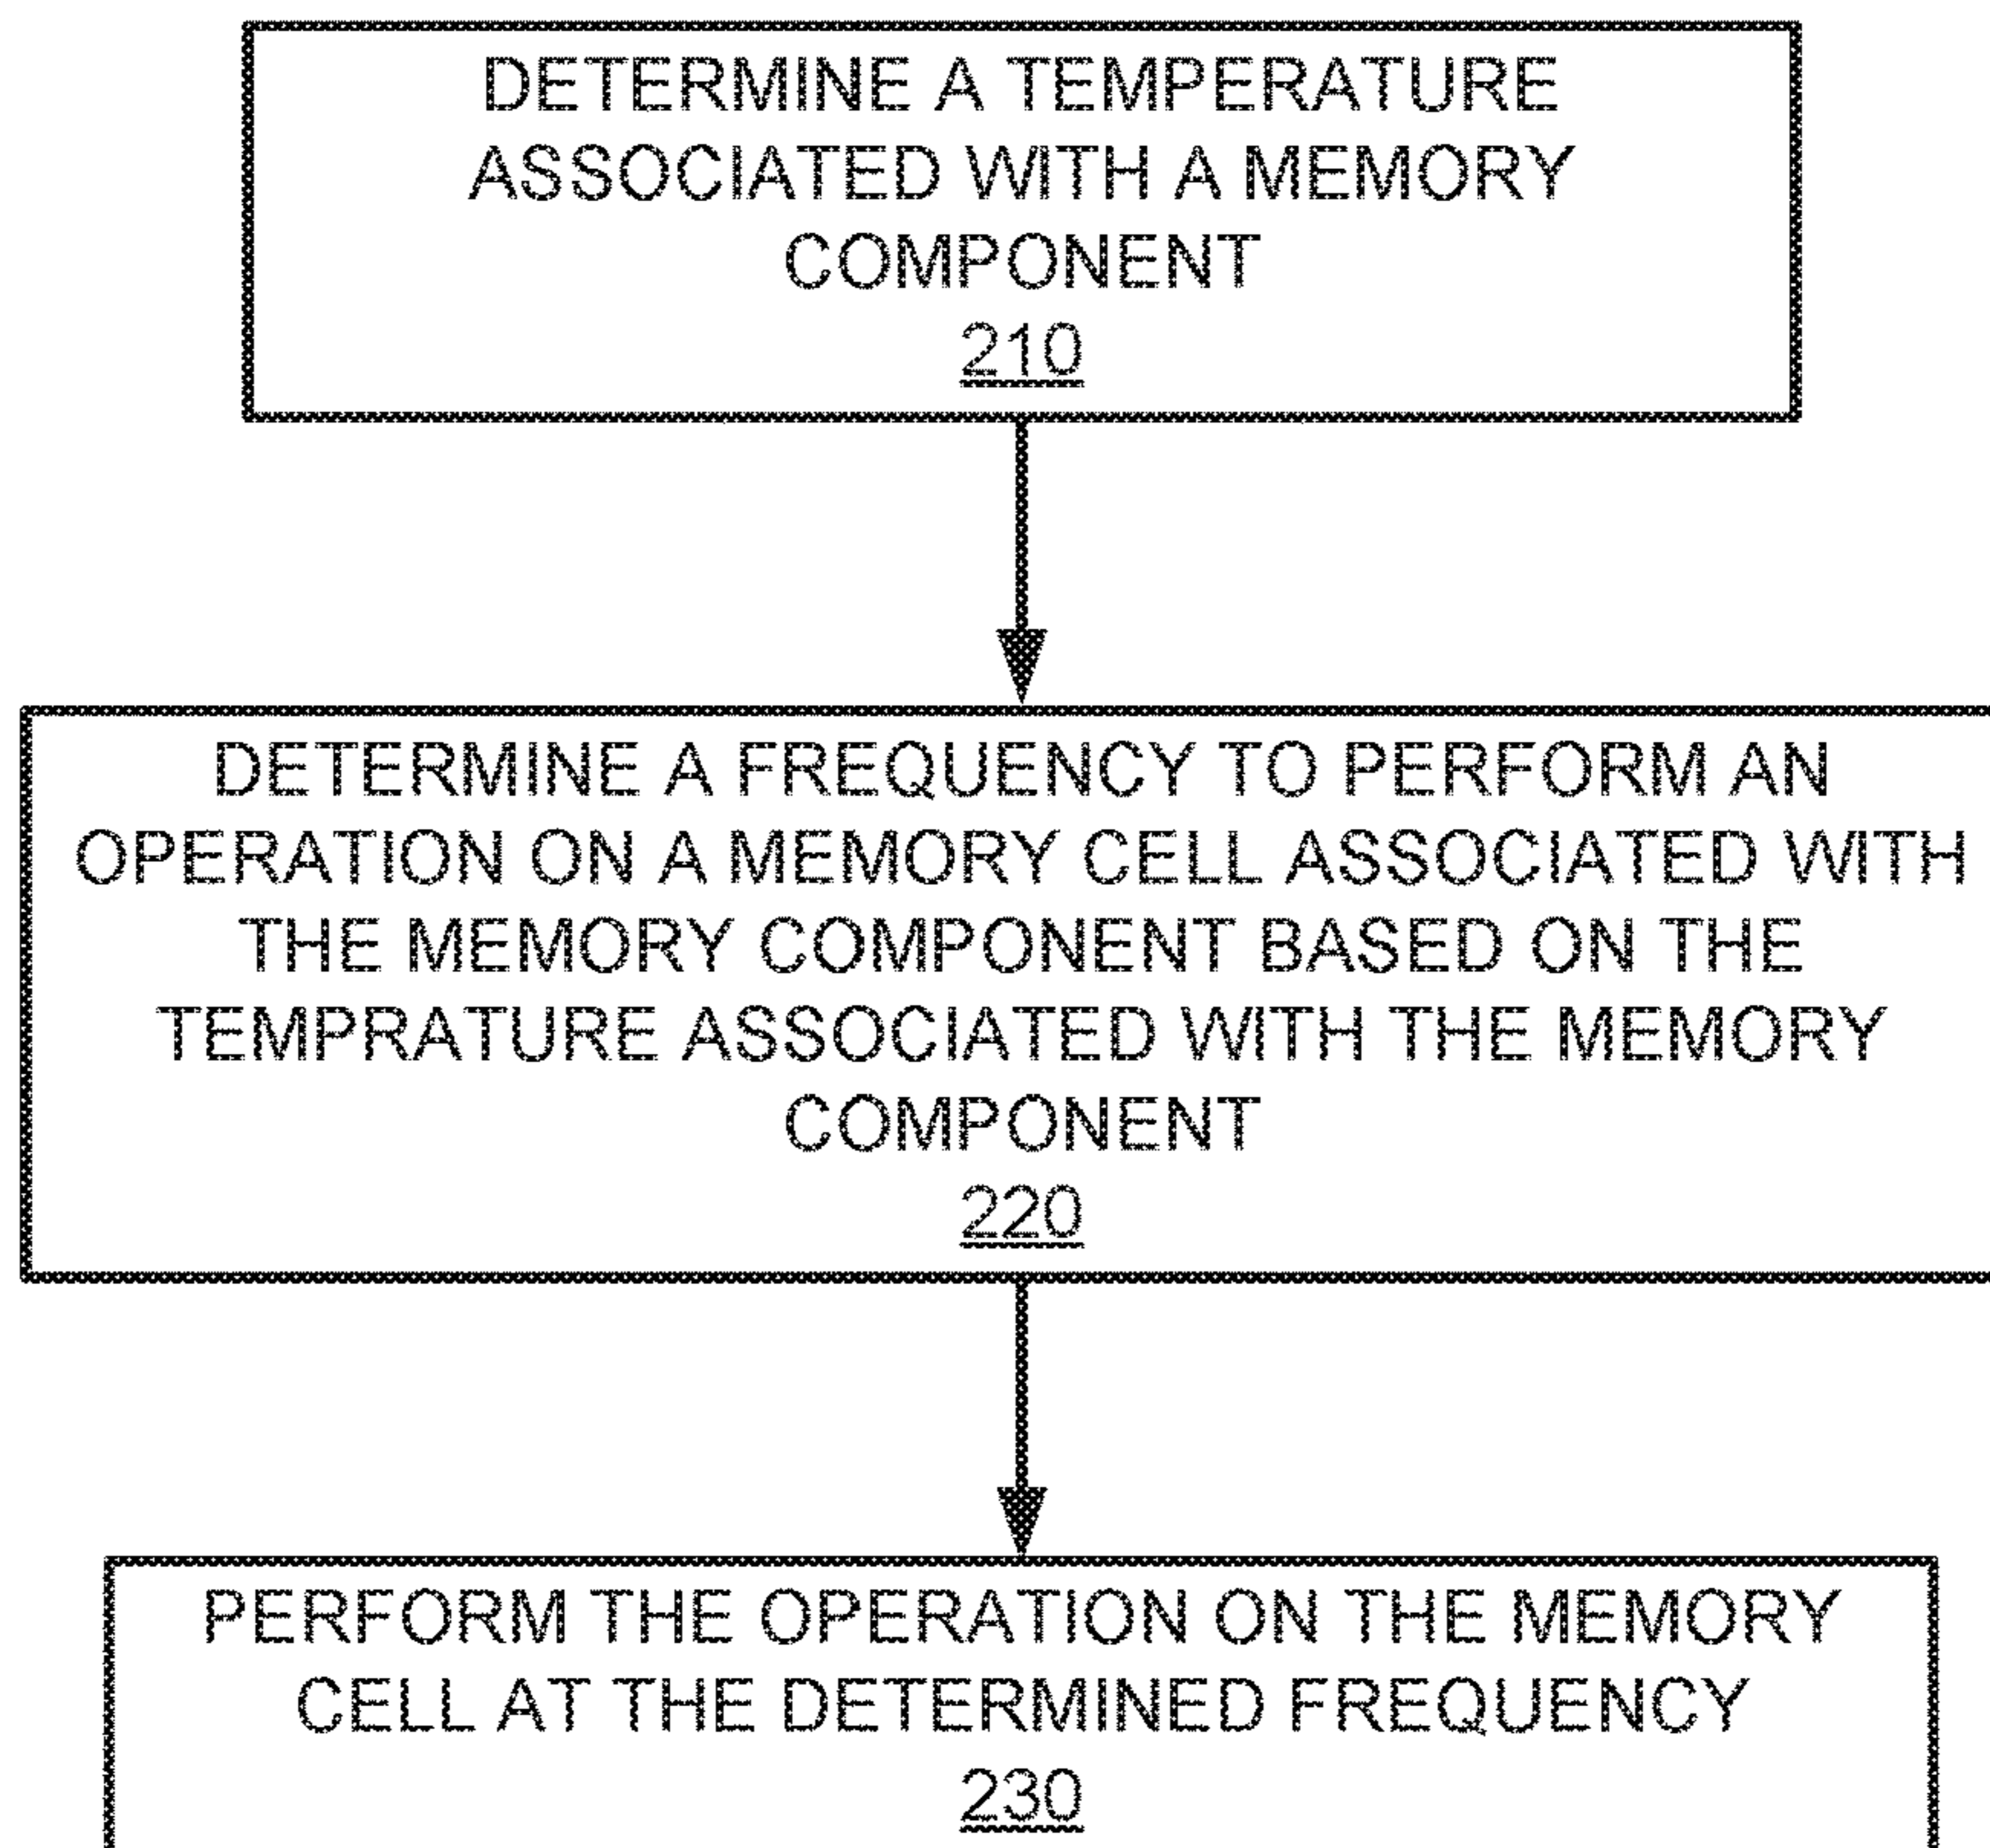 DETERMINE A TEMPERATURE
ASSOCIATED WITH A MEMORY
COMPONENT
210
DETERMINE A FREQUENCY TO PERFORM AN
OPERATION ON A MEMORY CELL ASSOCIATED WITH
THE MEMORY COMPONENT BASED ON THE
TEMPRATURE ASSOCIATED WITH THE MEMORY
COMPONENT
220
PERFORM THE OPERATION ON THE MEMORY
CELL AT THE DETERMINED FREQUENCY
230